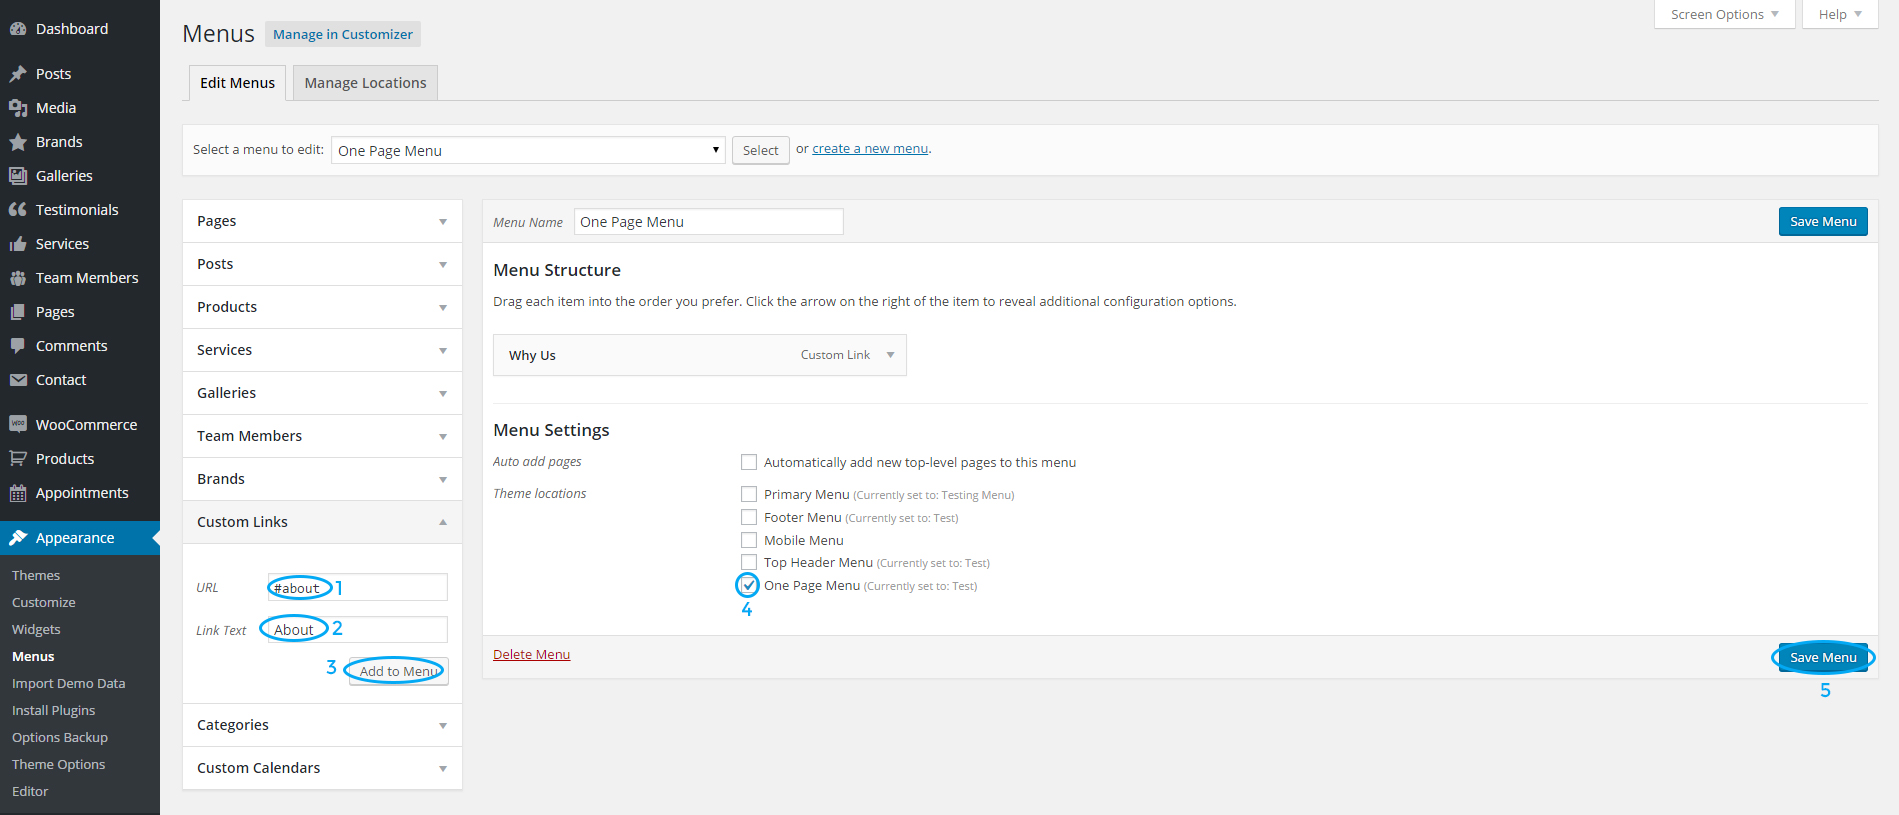 Dashboard
Posts
Media
Brands
Galleries
Testimonials
Services
Team Members
Pages
Comments
Contact
WooCommerce
Products
Appointments
Appearance
Themes
Customize
Widgets
Menus
Import Demo Data
Install Plugins
Options Backup
Theme Options
Editor
Menus Manage in Customizer
Screen Options Help
Edit Menus Manage Locations
Select a menu to edit: One Page Menu Select or create a new menu.
Pages
Posts
Products
Services
Galleries
Team Members
Brands
Custom Links
URL #about 1
Link Text About 2
3 Add to Menu
Categories
Custom Calendars
Menu Name One Page Menu Save Menu
Menu Structure
Drag each item into the order you prefer. Click the arrow on the right of the item to reveal additional configuration options.
Why Us Custom Link
Menu Settings
Auto add pages Automatically add new top-level pages to this menu
Theme locations Primary Menu (Currently set to: Testing Menu)
Footer Menu (Currently set to: Test)
Mobile Menu
Top Header Menu (Currently set to: Test)
One Page Menu (Currently set to: Test)
4
Delete Menu Save Menu
5